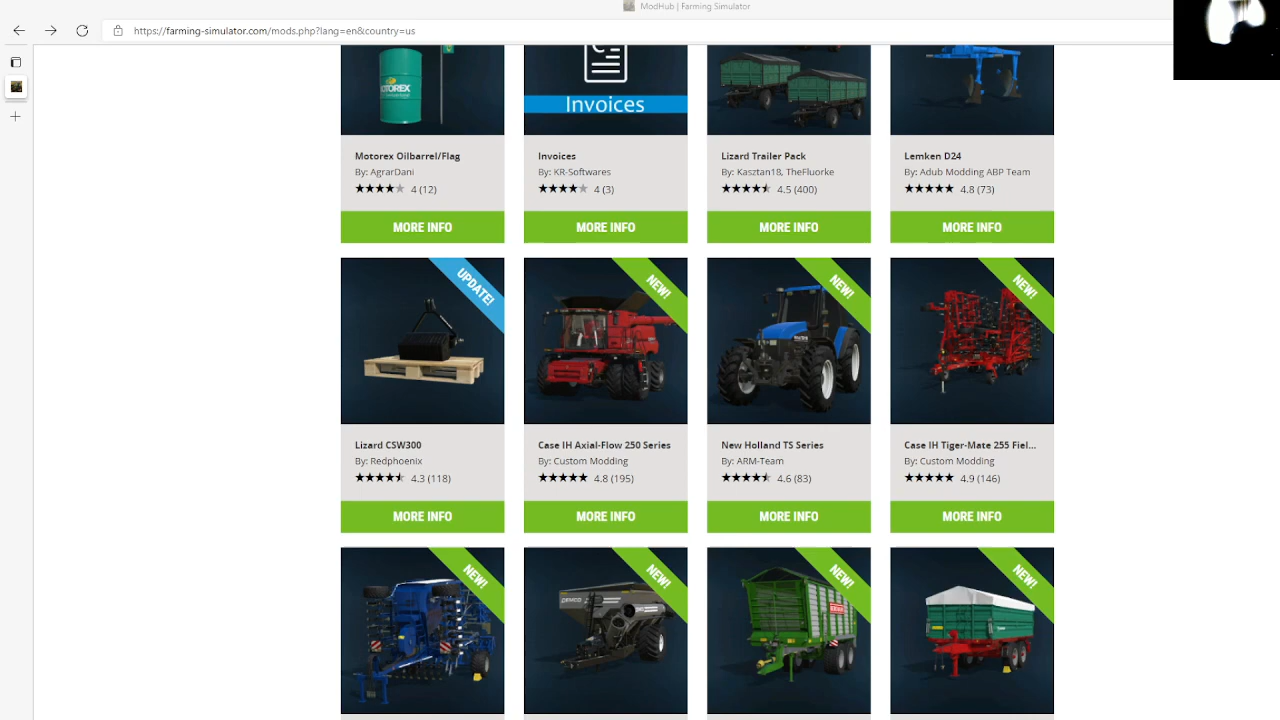 ModHub | Farming Simulator
https://farming-simulator.com/mods.php?lang=en&country=us
MOTOREX
Invoices
Motorex Oilbarrel/Flag
By: AgrarDani
4 (12)
MORE INFO
Invoices
By: KR-Softwares
4 (3)
MORE INFO
Lizard Trailer Pack
By: Kasztan18, TheFluorke
4.5 (400)
MORE INFO
Lemken D24
By: Adub Modding ABP Team
4.8 (73)
MORE INFO
UPDATE!
NEW!
NEW!
NEW!
Lizard CSW300
By: Redphoenix
4.3 (118)
MORE INFO
Case IH Axial-Flow 250 Series
By: Custom Modding
4.8 (195)
MORE INFO
New Holland TS Series
By: ARM-Team
4.6 (83)
MORE INFO
Case IH Tiger-Mate 255 Fiel...
By: Custom Modding
4.9 (146)
MORE INFO
NEW!
NEW!
NEW!
NEW!
DEMCO